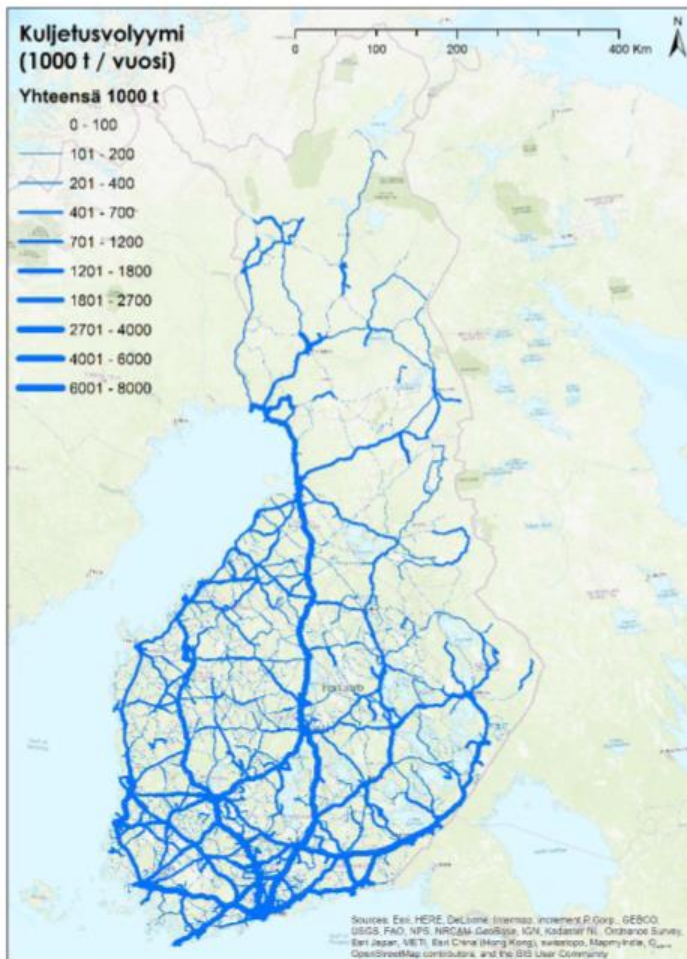 Kuljetusvolyymi
(1000 t / vuosi)
Yhteensä 1000 t
0 - 100
101 - 200
201 - 400
401 - 700
701 - 1200
1201 - 1800
1801 - 2700
2701 - 4000
4001 - 6000
6001 - 8000
0 100 200 400 Km
N
Sources: Esri, HERE, DeLorme, Intermap, increment P Corp., GEBCO,
USGS, FAO, NPS, NRCAN, GeoBase, IGN, Kadaster NL, Ordnance Survey,
Esri Japan, METI, Esri China (Hong Kong), swisstopo, MapmyIndia, ©
OpenStreetMap contributors, and the GIS User Community